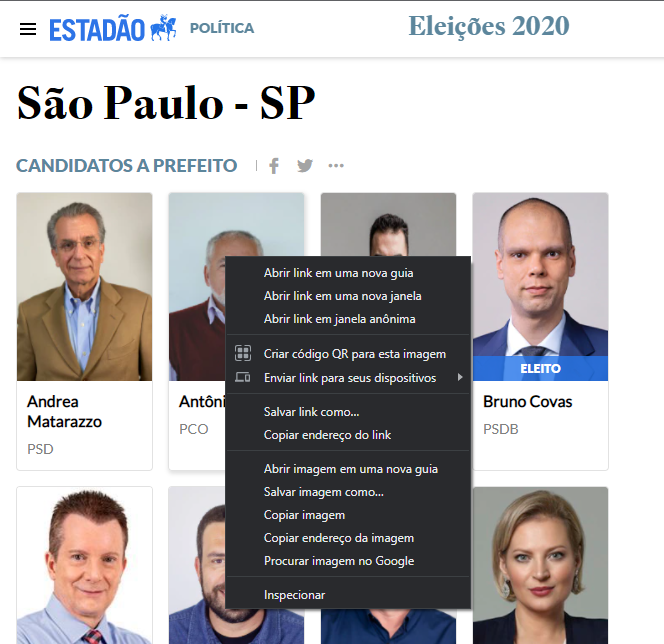 ESTADÃO POLÍTICA Eleições 2020
São Paulo - SP
CANDIDATOS A PREFEITO
Abrir link em uma nova guia
Abrir link em uma nova janela
Abrir link em janela anônima
Criar código QR para esta imagem
Enviar link para seus dispositivos
Salvar link como...
Copiar endereço do link
Abrir imagem em uma nova guia
Salvar imagem como...
Copiar imagem
Copiar endereço da imagem
Procurar imagem no Google
Inspecionar
Andrea
Matarazzo
PSD
Antôni
PCO
ELEITO
Bruno Covas
PSDB